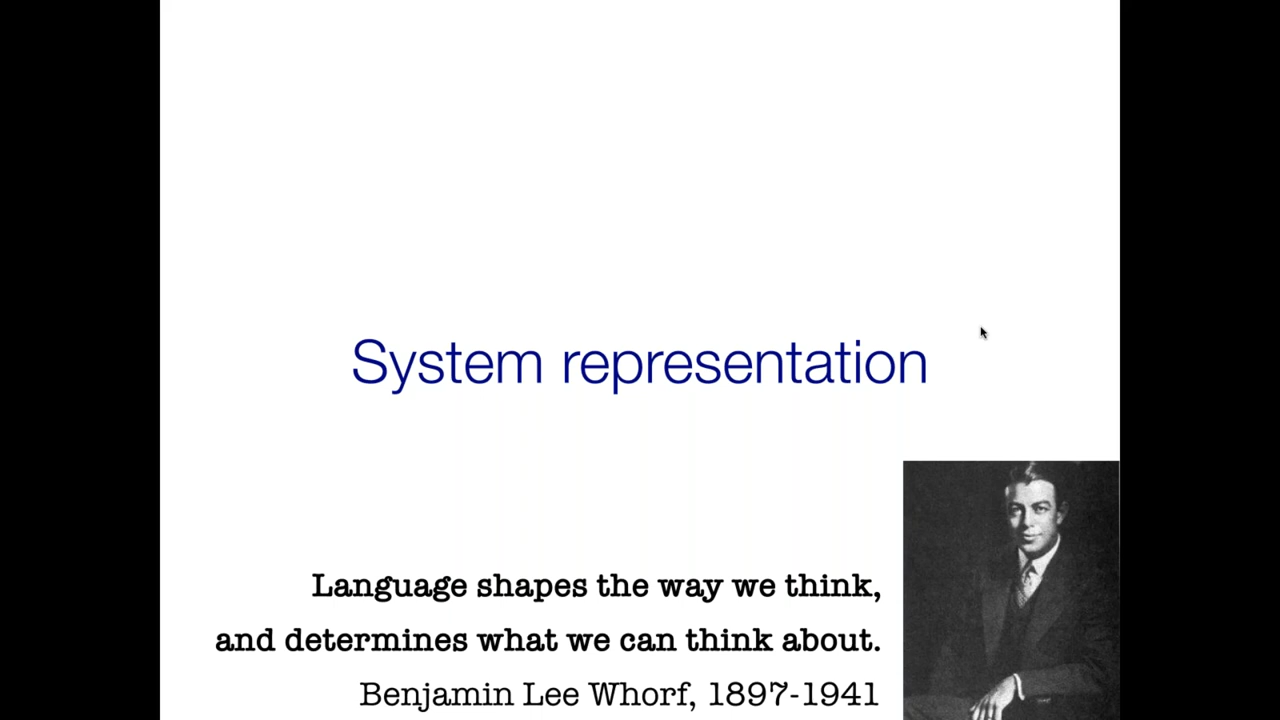 System representation
Language shapes the way we think,
and determines what we can think about.
Benjamin Lee Whorf, 1897-1941